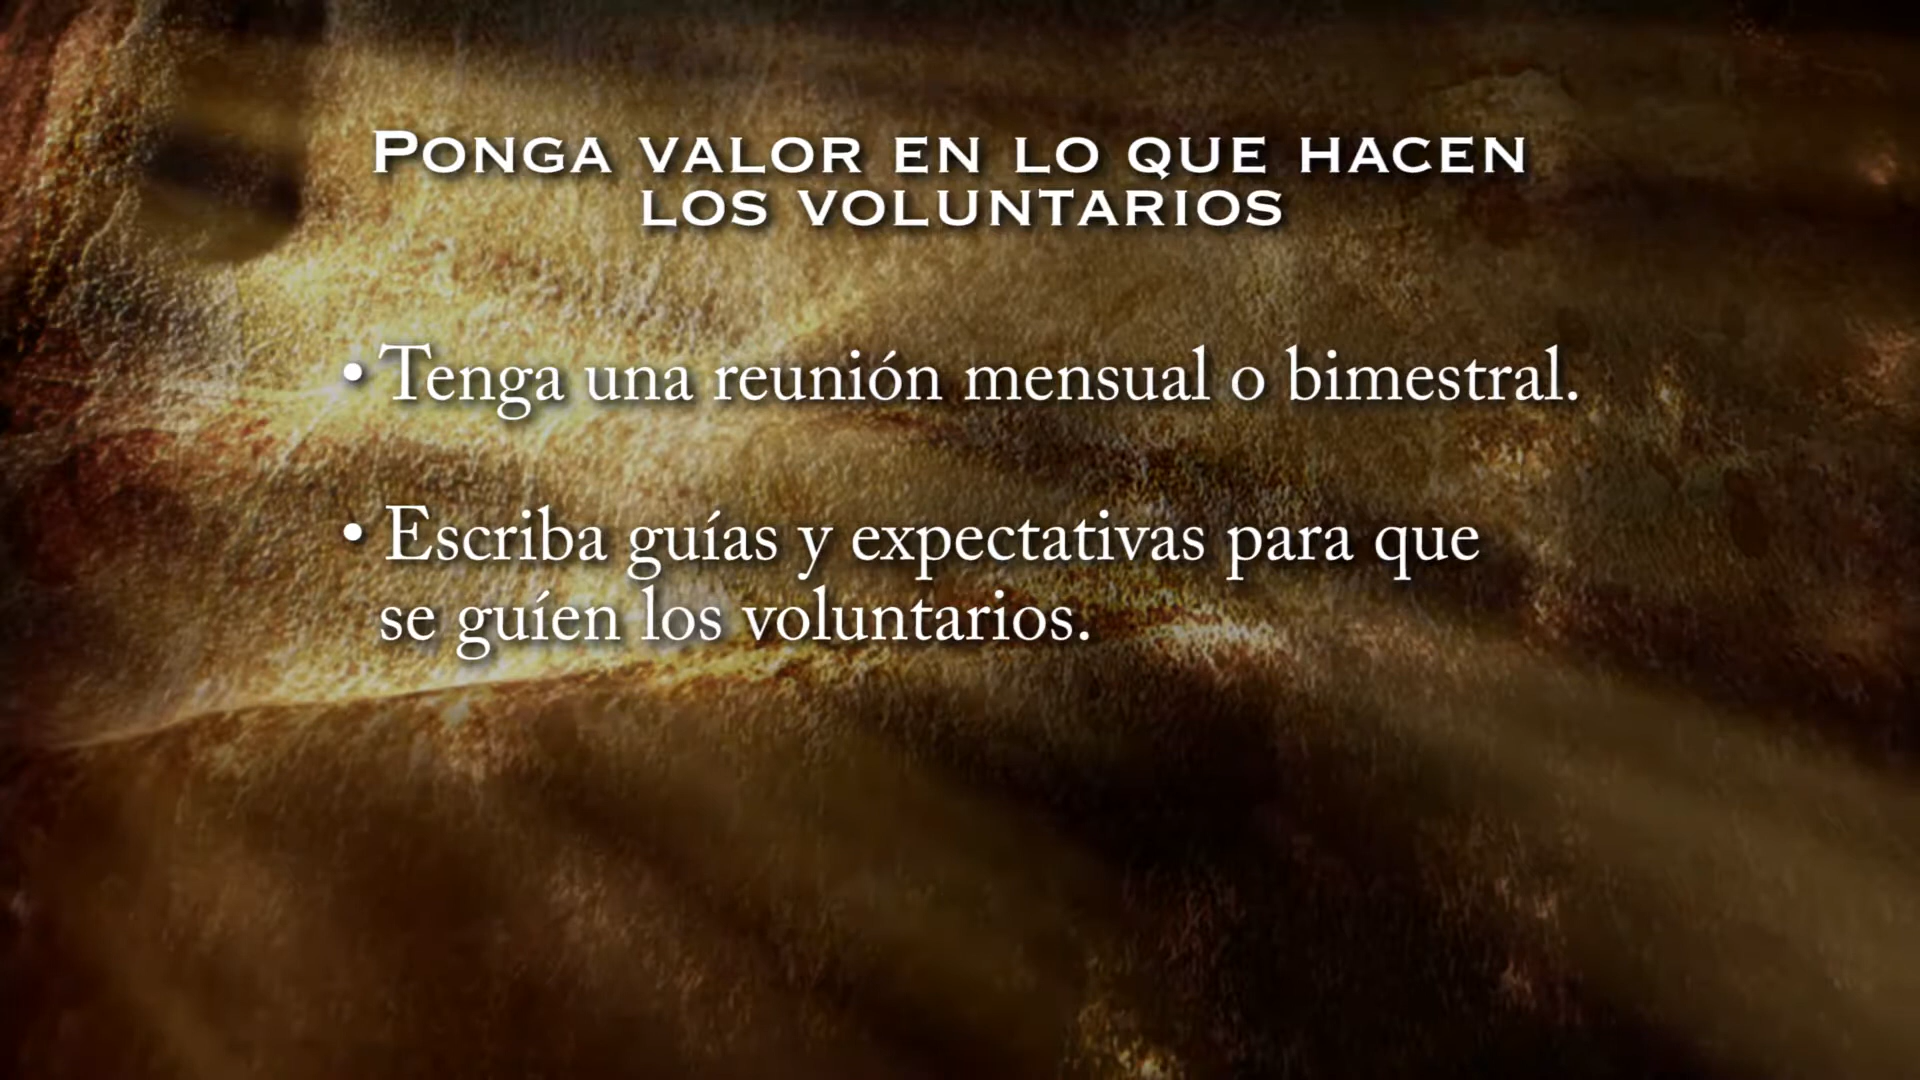 PONGA VALOR EN LO QUE HACEN
LOS VOLUNTARIOS
• Tenga una reunión mensual o bimestral.
• Escriba guías y expectativas para que
se guíen los voluntarios.